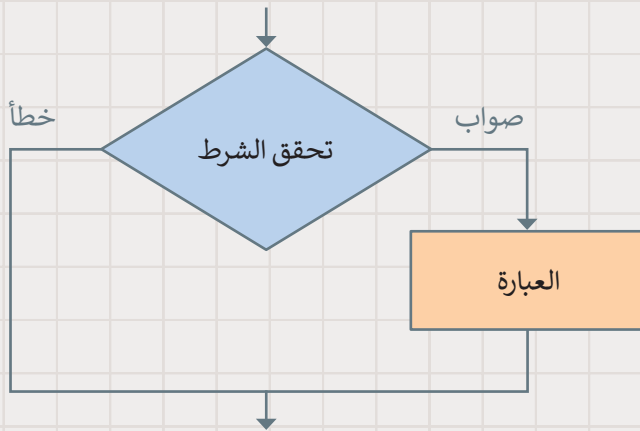 صواب
خطأ
تحقق الشرط
العبارة